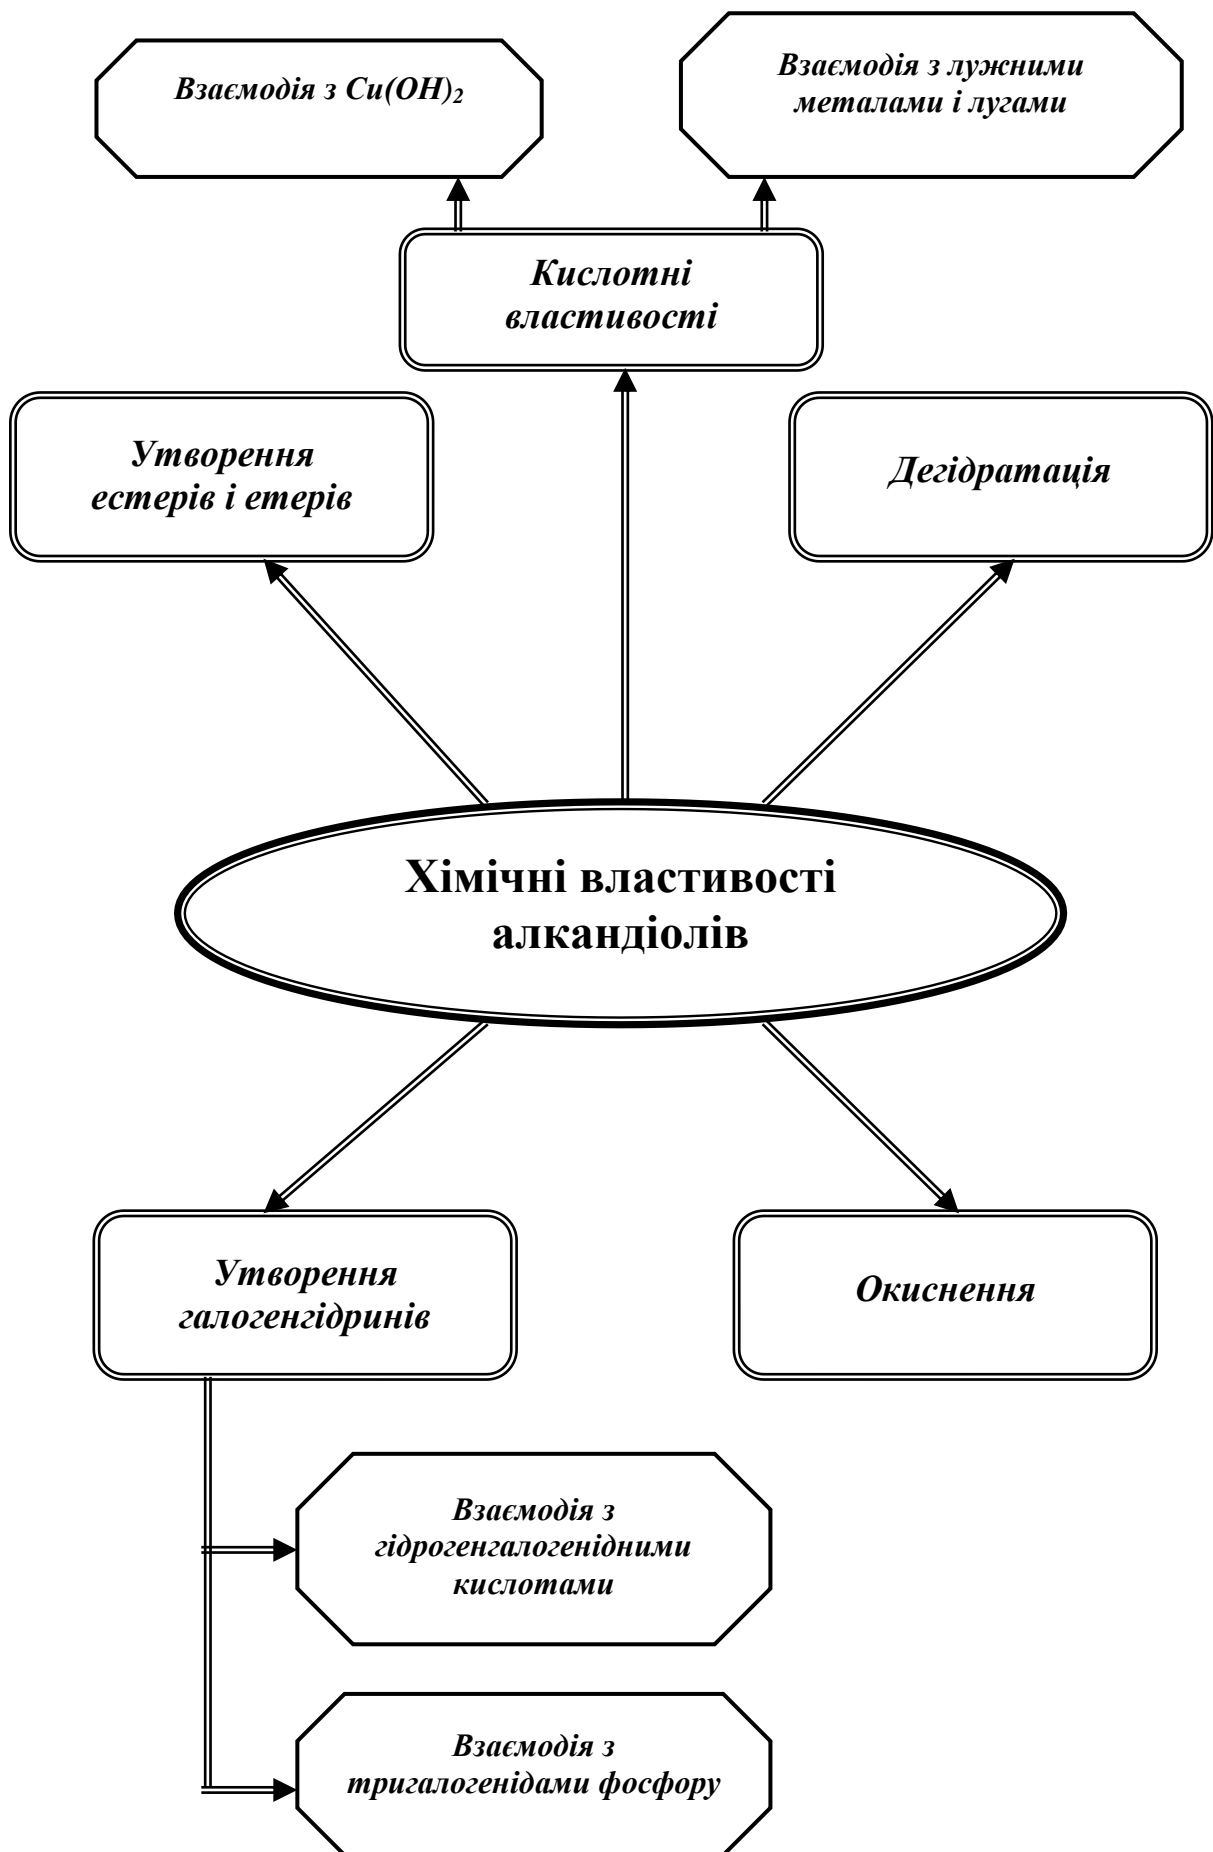 Взаємодія з Cu(OH)₂
Взаємодія з лужними
металами і лугами
Кислотні
властивості
Утворення
естерів і етерів
Дегідратація
Хімічні властивості
алкандіолів
Утворення
галогенгідринів
Окиснення
Взаємодія з
гідрогенгалогенідними
кислотами
Взаємодія з
тригалогенідами фосфору